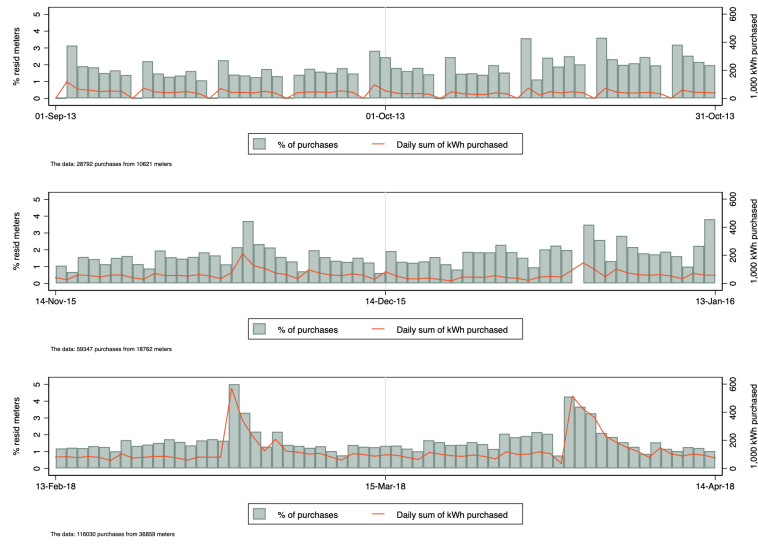 % resid meters
5
4
3
2
1
0
600
400
200
0
1,000 kWh purchased
01-Sep-13
01-Oct-13
31-Oct-13
% of purchases
Daily sum of kWh purchased
The data: 28792 purchases from 10621 meters
% resid meters
5
4
3
2
1
0
600
400
200
0
1,000 kWh purchased
14-Nov-15
14-Dec-15
13-Jan-16
% of purchases
Daily sum of kWh purchased
The data: 59347 purchases from 18762 meters
% resid meters
5
4
3
2
1
0
600
400
200
0
1,000 kWh purchased
13-Feb-18
15-Mar-18
14-Apr-18
% of purchases
Daily sum of kWh purchased
The data: 116030 purchases from 36859 meters